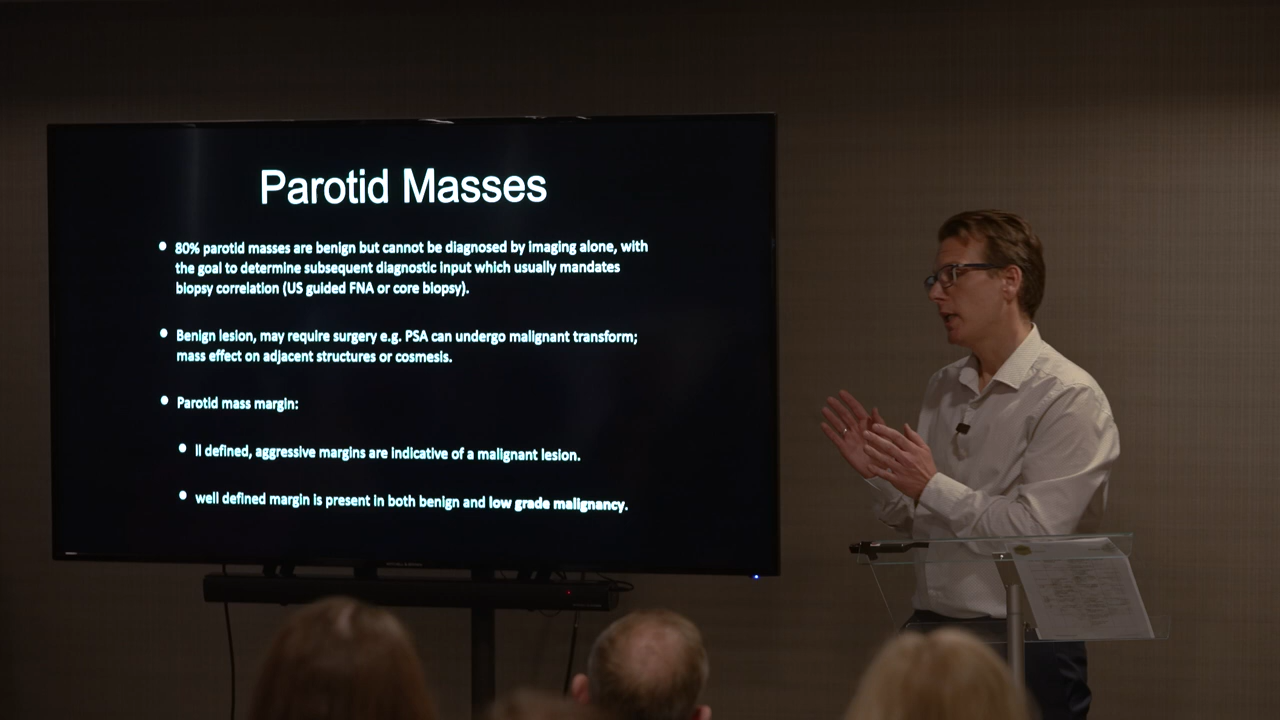 Parotid Masses
• 80% parotid masses are benign but cannot be diagnosed by imaging alone, with
the goal to determine subsequent diagnostic input which usually mandates
biopsy correlation (US guided FNA or core biopsy).
• Benign lesion, may require surgery e.g. PSA can undergo malignant transform;
mass effect on adjacent structures or cosmesis.
• Parotid mass margin:
• ll defined, aggressive margins are indicative of a malignant lesion.
• well defined margin is present in both benign and low grade malignancy.